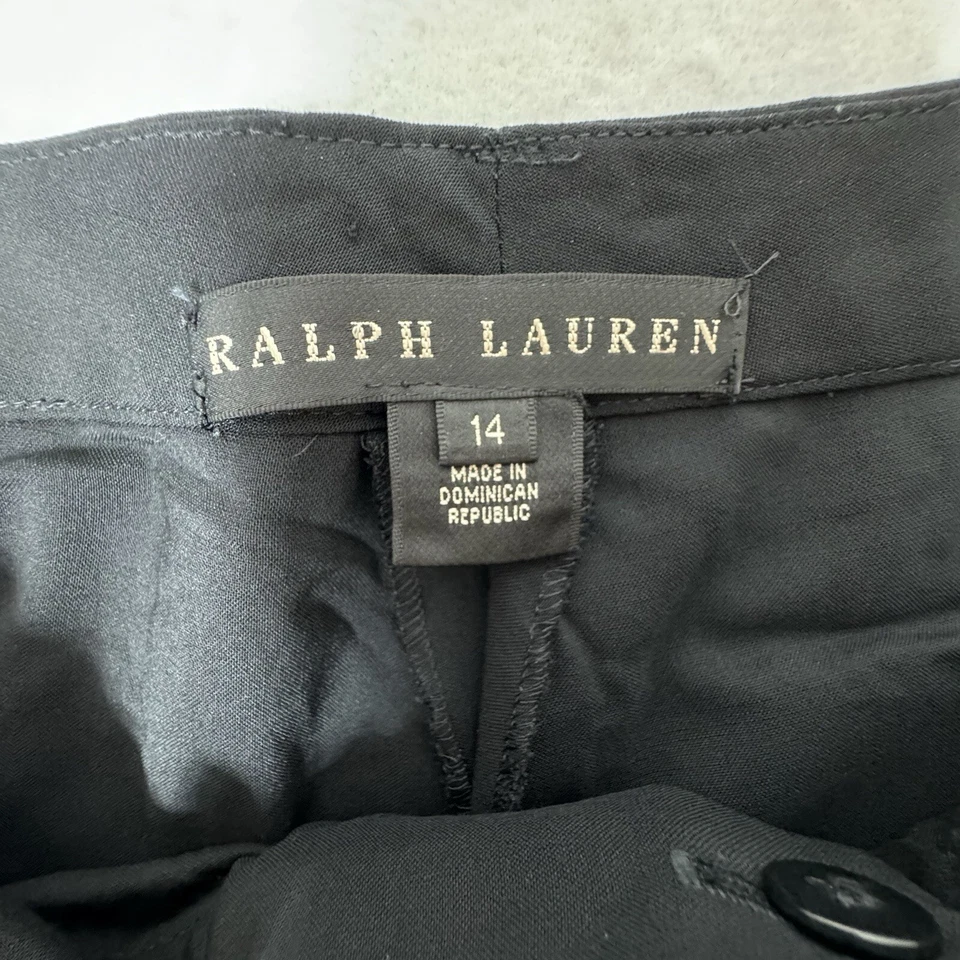 RALPH LAUREN
14
MADE IN
DOMINICAN
REPUBLIC